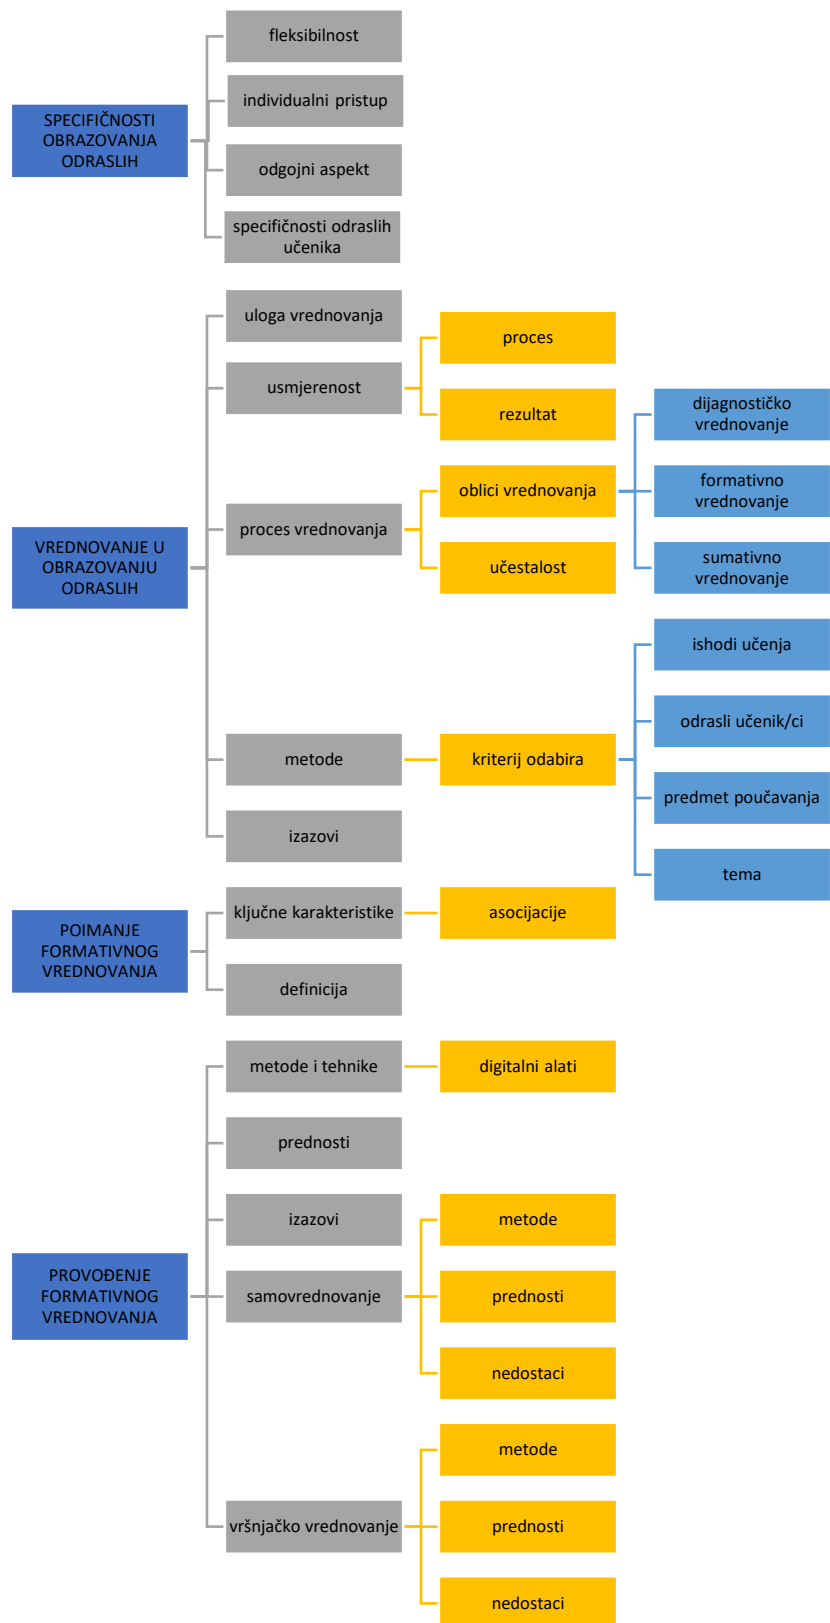 SPECIFIČNOSTI
OBRAZOVANJA
ODRASLIH
fleksibilnost
individualni pristup
odgojni aspekt
specifičnosti odraslih
učenika
VREDNOVANJE U
OBRAZOVANJU
ODRASLIH
uloga vrednovanja
usmjerenost
proces
rezultat
proces vrednovanja
oblici vrednovanja
dijagnostičko
vrednovanje
formativno
vrednovanje
sumativno
vrednovanje
učestalost
metode
kriterij odabira
ishodi učenja
odrasli učenik/ci
predmet poučavanja
tema
izazovi
POIMANJE
FORMATIVNOG
VREDNOVANJA
ključne karakteristike
asocijacije
definicija
PROVOĐENJE
FORMATIVNOG
VREDNOVANJA
metode i tehnike
digitalni alati
prednosti
izazovi
samovrednovanje
metode
prednosti
nedostaci
vršnjačko vrednovanje
metode
prednosti
nedostaci